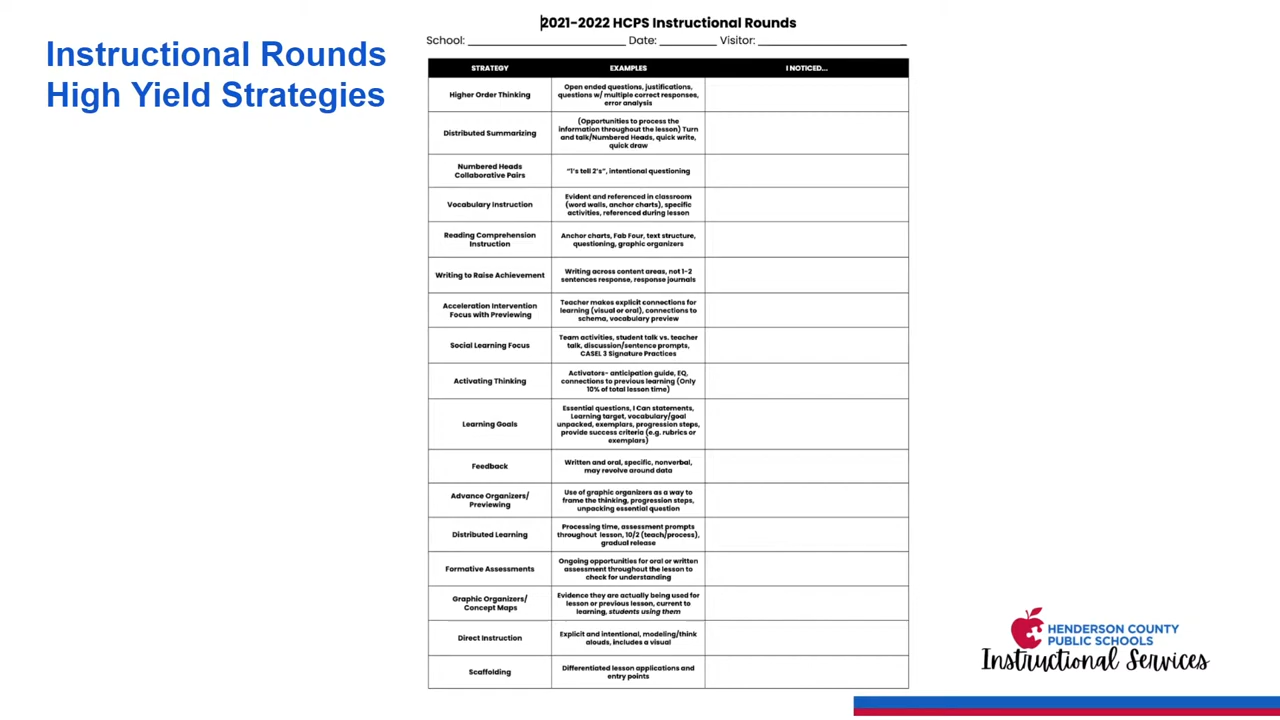 Instructional Rounds
High Yield Strategies
2021-2022 HCPS Instructional Rounds
School: ____________________________ Date: __________ Visitor: __________________________
STRATEGY EXAMPLES I NOTICED...
Higher Order Thinking
Open ended questions, justifications,
questions w/ multiple correct responses,
error analysis
Distributed Summarizing
(Opportunities to process the
information throughout the lesson) Turn
and talk/Numbered Heads, quick write,
quick draw
Numbered Heads
Collaborative Pairs
"1's tell 2's", intentional questioning
Vocabulary Instruction
Evident and referenced in classroom
(word walls, anchor charts), specific
activities, referenced during lesson
Reading Comprehension
Instruction
Anchor charts, Fab Four, text structure,
questioning, graphic organizers
Writing to Raise Achievement
Writing across content areas, not 1-2
sentences response, response journals
Acceleration Intervention
Focus with Previewing
Teacher makes explicit connections for
learning (visual or oral), connections to
schema, vocabulary preview
Social Learning Focus
Team activities, student talk vs. teacher
talk, discussion/sentence prompts,
CASEL 3 Signature Practices
Activating Thinking
Activators- anticipation guide, EQ,
connections to previous learning (Only
10% of total lesson time)
Learning Goals
Essential questions, I Can statements,
Learning target, vocabulary/goal
unpacked, exemplars, progression steps,
provide success criteria (e.g. rubrics or
exemplars)
Feedback
Written and oral, specific, nonverbal,
may revolve around data
Advance Organizers/
Previewing
Use of graphic organizers as a way to
frame the thinking, progression steps,
unpacking essential question
Distributed Learning
Processing time, assessment prompts
throughout lesson, 10/2 (teach/process),
gradual release
Formative Assessments
Ongoing opportunities for oral or written
assessment throughout the lesson to
check for understanding
Graphic Organizers/
Concept Maps
Evidence they are actually being used for
lesson or previous lesson, current to
learning, students using them
Direct Instruction
Explicit and intentional, modeling/think
alouds, includes a visual
Scaffolding
Differentiated lesson applications and
entry points
HENDERSON COUNTY
PUBLIC SCHOOLS
Instructional Services